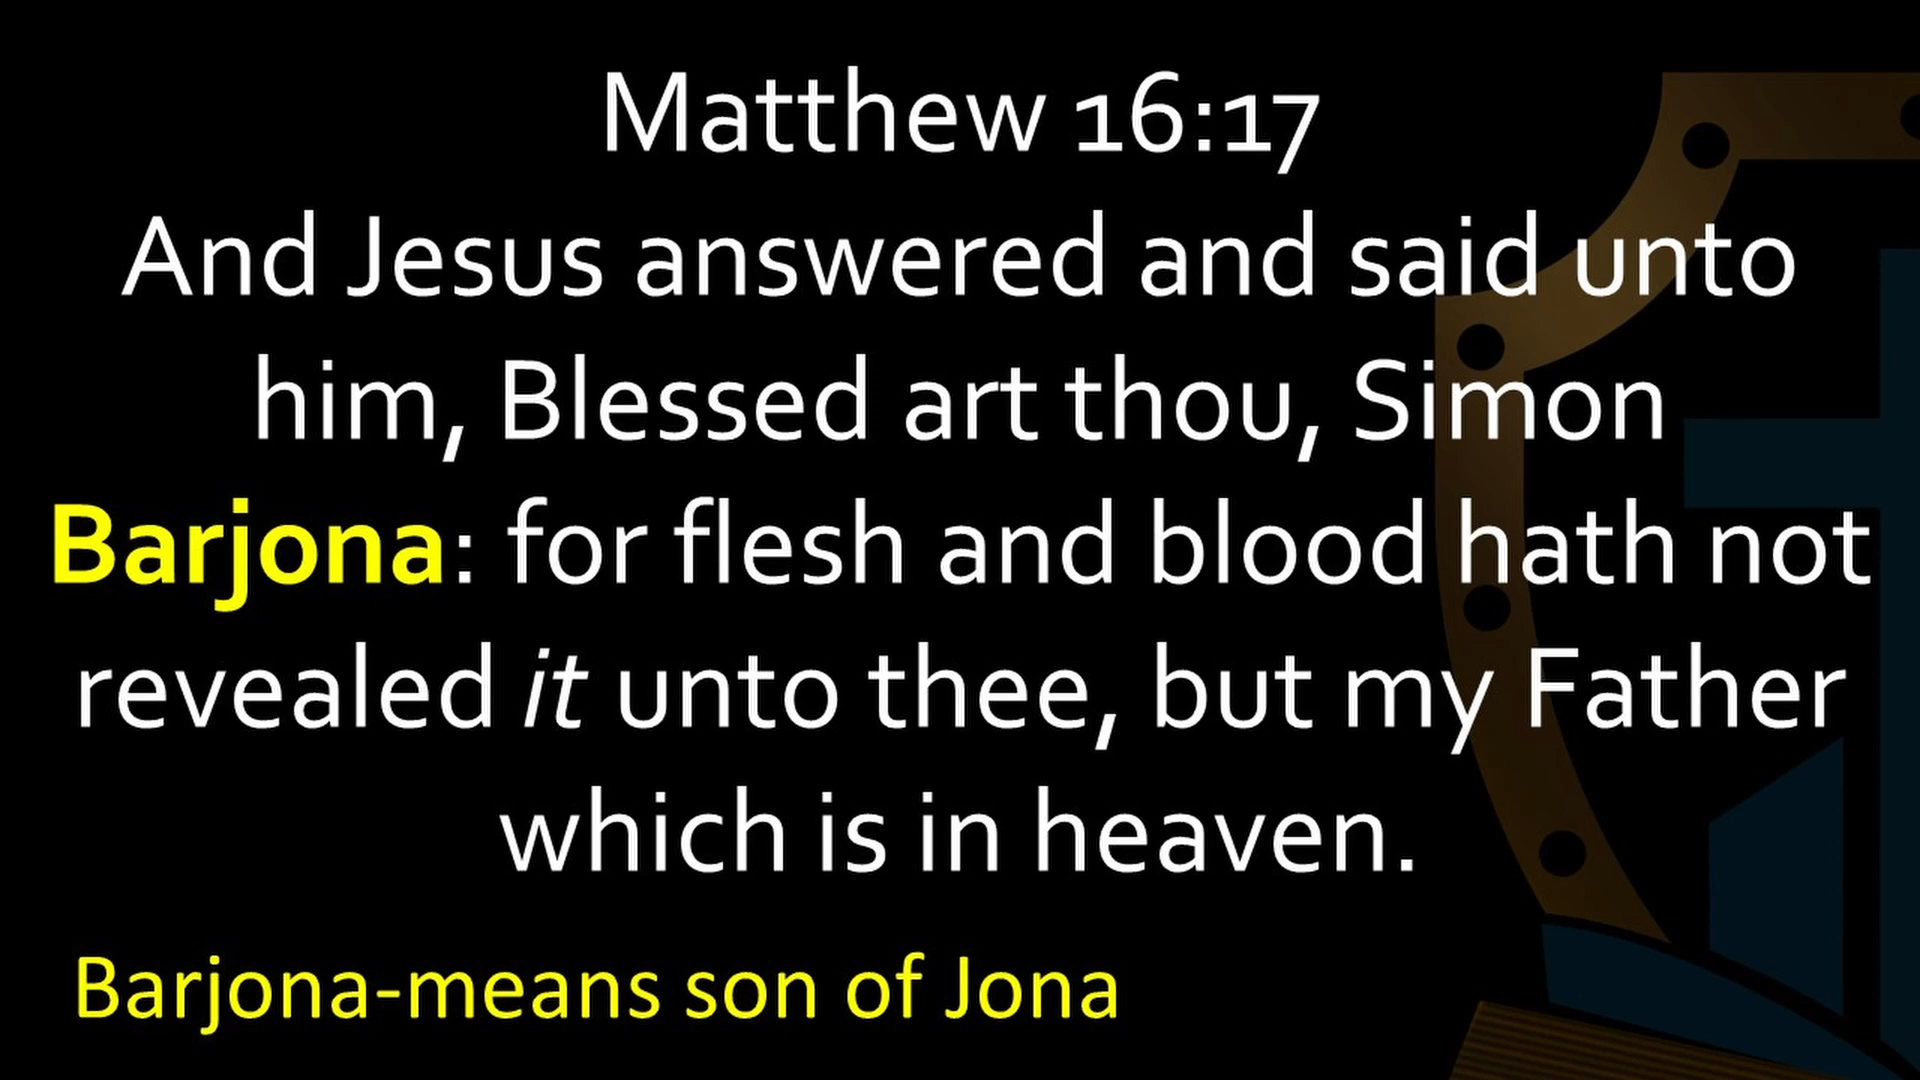 Matthew 16:17
And Jesus answered and said unto
him, Blessed art thou, Simon
Barjona: for flesh and blood hath not
revealed it unto thee, but my Father
which is in heaven.
Barjona-means son of Jona